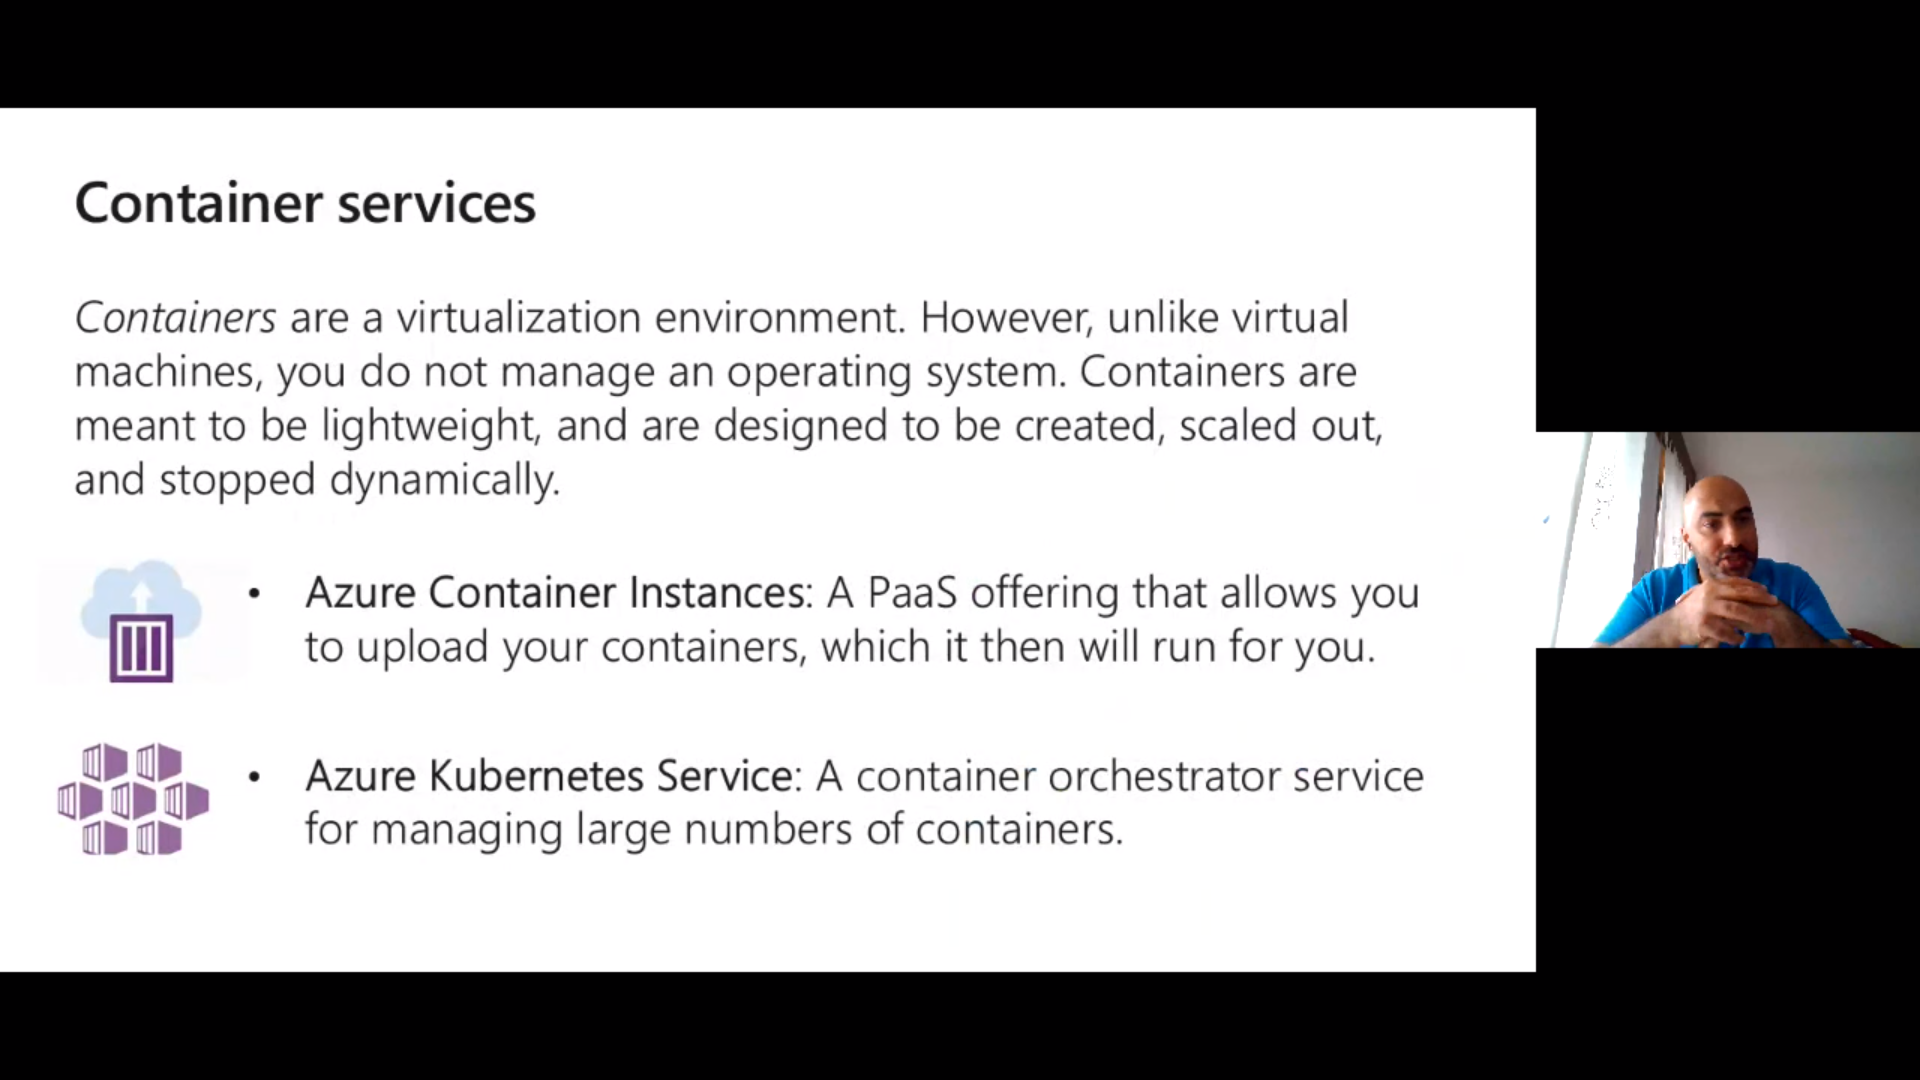 Container services
Containers are a virtualization environment. However, unlike virtual
machines, you do not manage an operating system. Containers are
meant to be lightweight, and are designed to be created, scaled out,
and stopped dynamically.
• Azure Container Instances: A PaaS offering that allows you
to upload your containers, which it then will run for you.
• Azure Kubernetes Service: A container orchestrator service
for managing large numbers of containers.